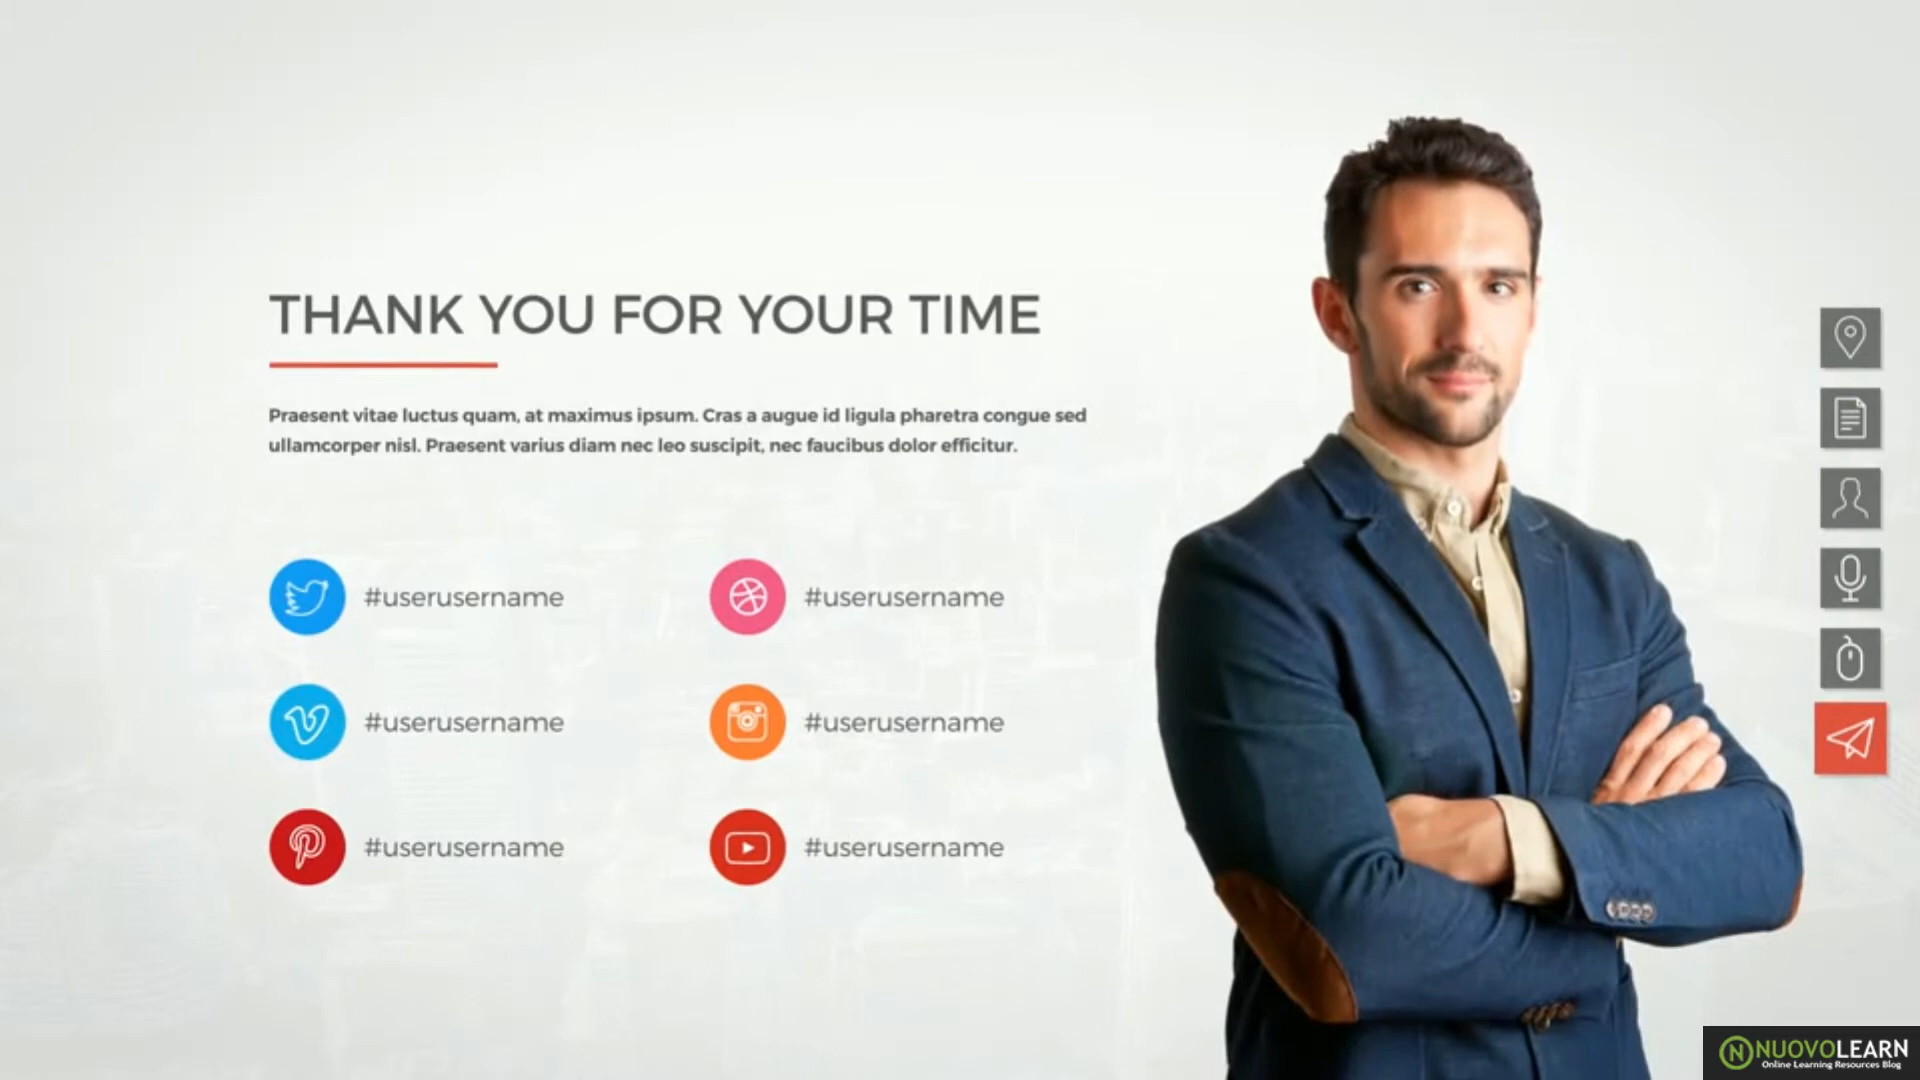 THANK YOU FOR YOUR TIME
Praesent vitae luctus quam, at maximus ipsum. Cras a augue id ligula pharetra congue sed
ullamcorper nisl. Praesent varius diam nec leo suscipit, nec faucibus dolor efficitur.
#userusername
#userusername
#userusername
#userusername
#userusername
#userusername
NUOVOLEARN
Online Learning Resources Blog